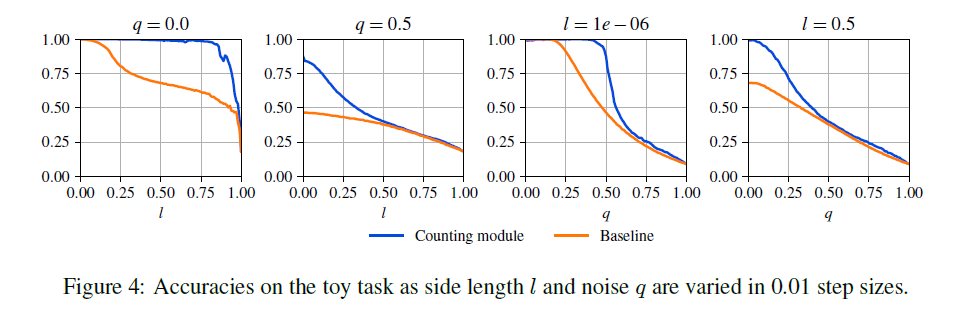 q = 0.0
q = 0.5
l = 1e − 06
l = 0.5
1.00 1.00 1.00 1.00
0.75 0.75 0.75 0.75
0.50 0.50 0.50 0.50
0.25 0.25 0.25 0.25
0.00 0.00 0.00 0.00
0.00 0.25 0.50 0.75 1.00 0.00 0.25 0.50 0.75 1.00 0.00 0.25 0.50 0.75 1.00 0.00 0.25 0.50 0.75 1.00
l l q q
Counting module Baseline
Figure 4: Accuracies on the toy task as side length l and noise q are varied in 0.01 step sizes.